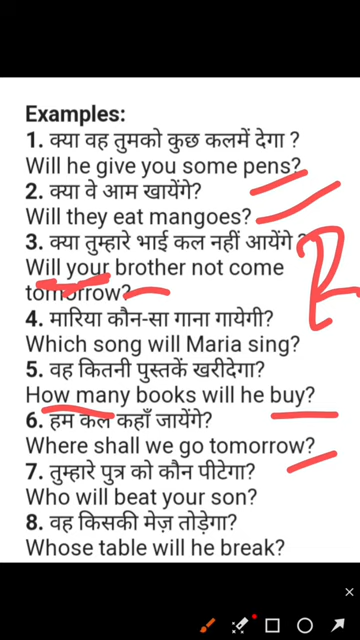 Examples:
1. क्या वह तुमको कुछ कलमें देगा ?
Will he give you some pens?
2. क्या वे आम खायेंगे?
Will they eat mangoes?
3. क्या तुम्हारे भाई कल नहीं आयेंगे ?
Will your brother not come
tomorrow?
4. मारिया कौन-सा गाना गायेगी?
Which song will Maria sing?
5. वह कितनी पुस्तकें खरीदेगा?
How many books will he buy?
6. हम कल कहाँ जायेंगे?
Where shall we go tomorrow?
7. तुम्हारे पुत्र को कौन पीटेगा?
Who will beat your son?
8. वह किसकी मेज़ तोड़ेगा?
Whose table will he break?